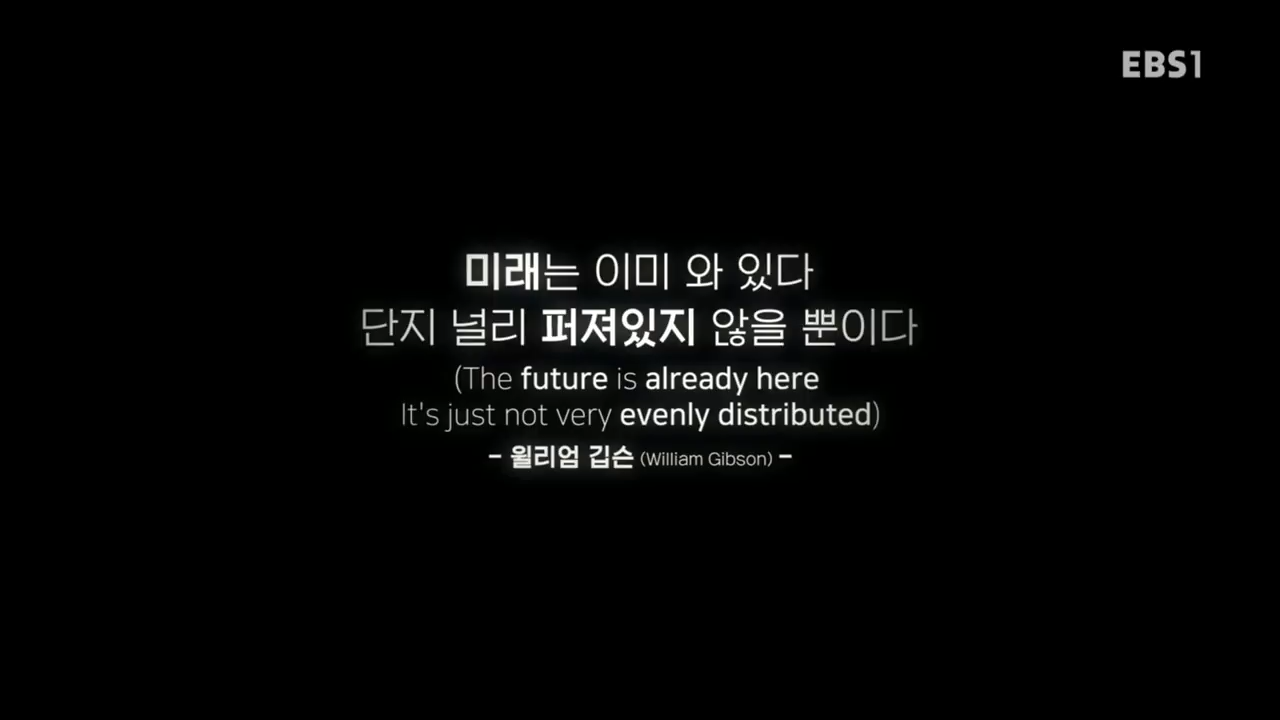 EBS1
미래는 이미 와 있다
단지 널리 퍼져있지 않을 뿐이다
(The future is already here
It's just not very evenly distributed)
- 윌리엄 깁슨 (William Gibson) -